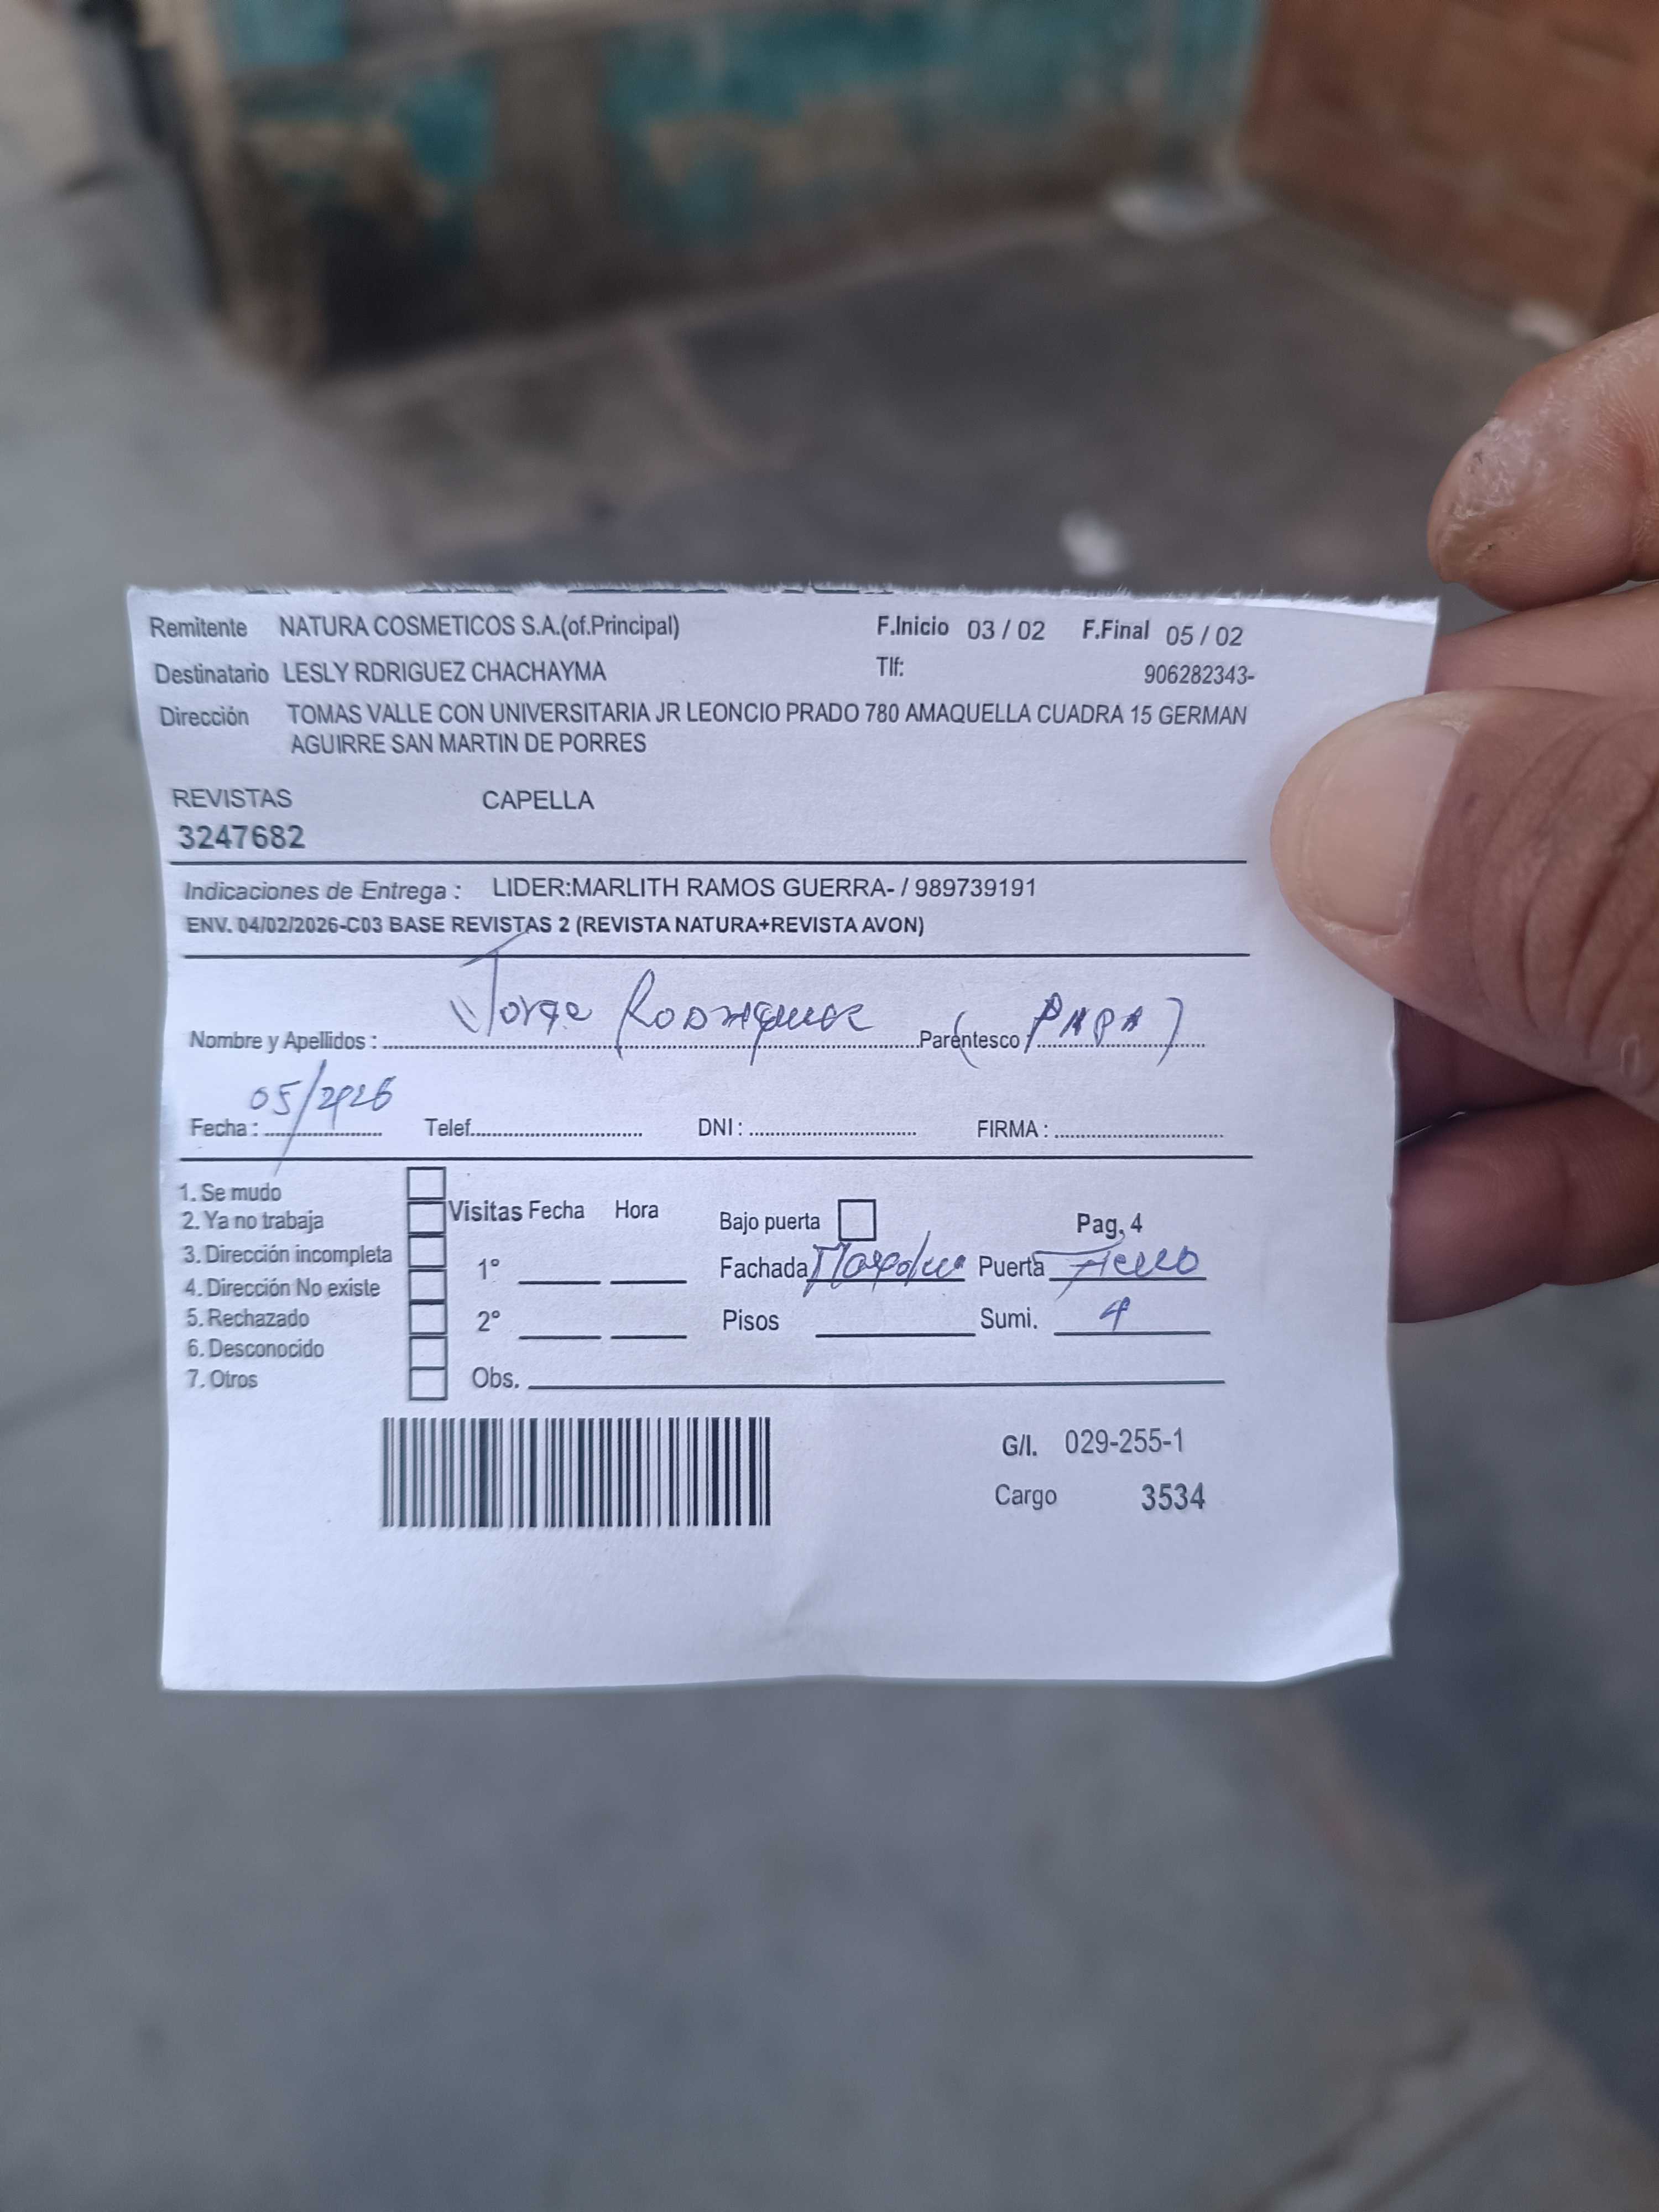 Remitente NATURA COSMETICOS S.A.(of.Principal) F.Inicio 03 / 02 F.Final 05 / 02
Destinatario LESLY RDRIGUEZ CHACHAYMA Tlf: 906282343-
Dirección TOMAS VALLE CON UNIVERSITARIA JR LEONCIO PRADO 780 AMAQUELLA CUADRA 15 GERMAN
AGUIRRE SAN MARTIN DE PORRES
REVISTAS CAPELLA
3247682
Indicaciones de Entrega : LIDER:MARLITH RAMOS GUERRA- / 989739191
ENV. 04/02/2026-C03 BASE REVISTAS 2 (REVISTA NATURA+REVISTA AVON)
Nombre y Apellidos : Jorge Rodriguez Parentesco (PAPA)
Fecha : 05/2026 Telef. DNI : FIRMA :
1. Se mudo
2. Ya no trabaja Visitas Fecha Hora Bajo puerta Pag. 4
3. Dirección incompleta 1° Fachada Puerta Fierro
4. Dirección No existe
5. Rechazado 2° Pisos Sumi. 4
6. Desconocido
7. Otros Obs.
G/I. 029-255-1
Cargo 3534